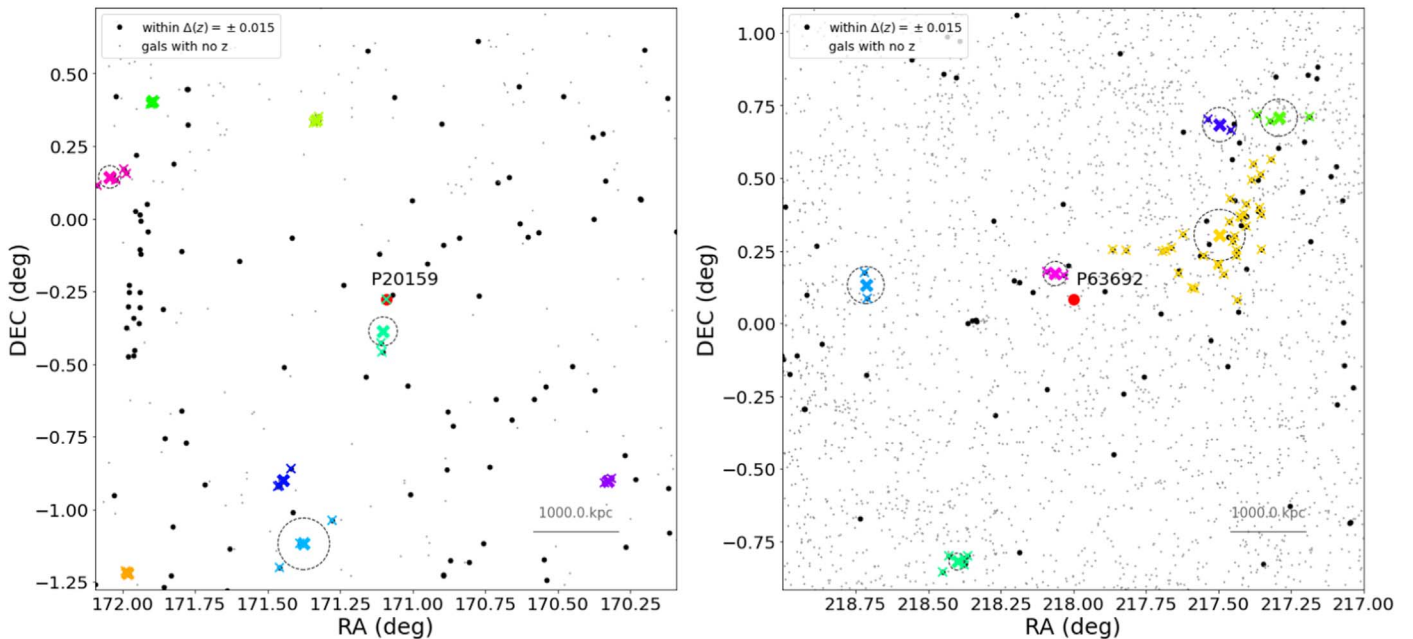 within Δ(z) = ±0.015
gals with no z
0.50
0.25
0.00
−0.25
−0.50
−0.75
−1.00
−1.25
DEC (deg)
P20159
1000.0 kpc
172.00 171.75 171.50 171.25 171.00 170.75 170.50 170.25
RA (deg)
within Δ(z) = ±0.015
gals with no z
1.00
0.75
0.50
0.25
0.00
−0.25
−0.50
−0.75
DEC (deg)
P63692
1000.0 kpc
218.75 218.50 218.25 218.00 217.75 217.50 217.25 217.00
RA (deg)